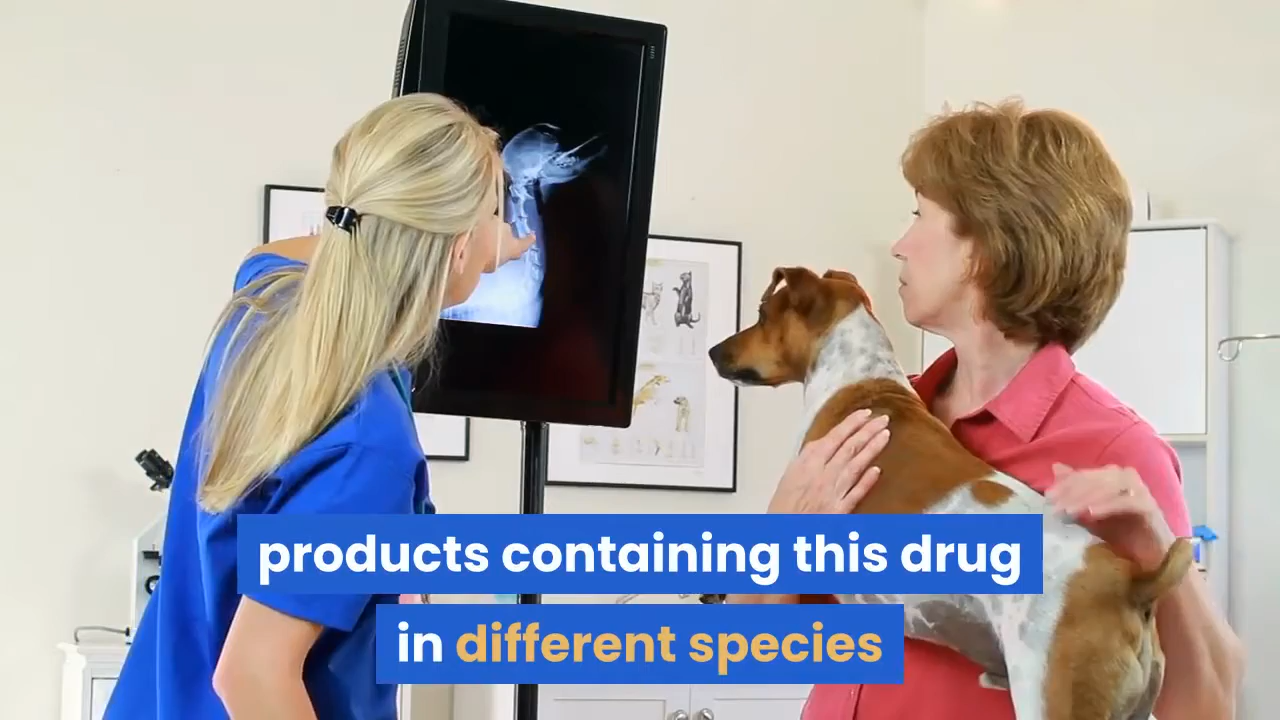 products containing this drug
in different species